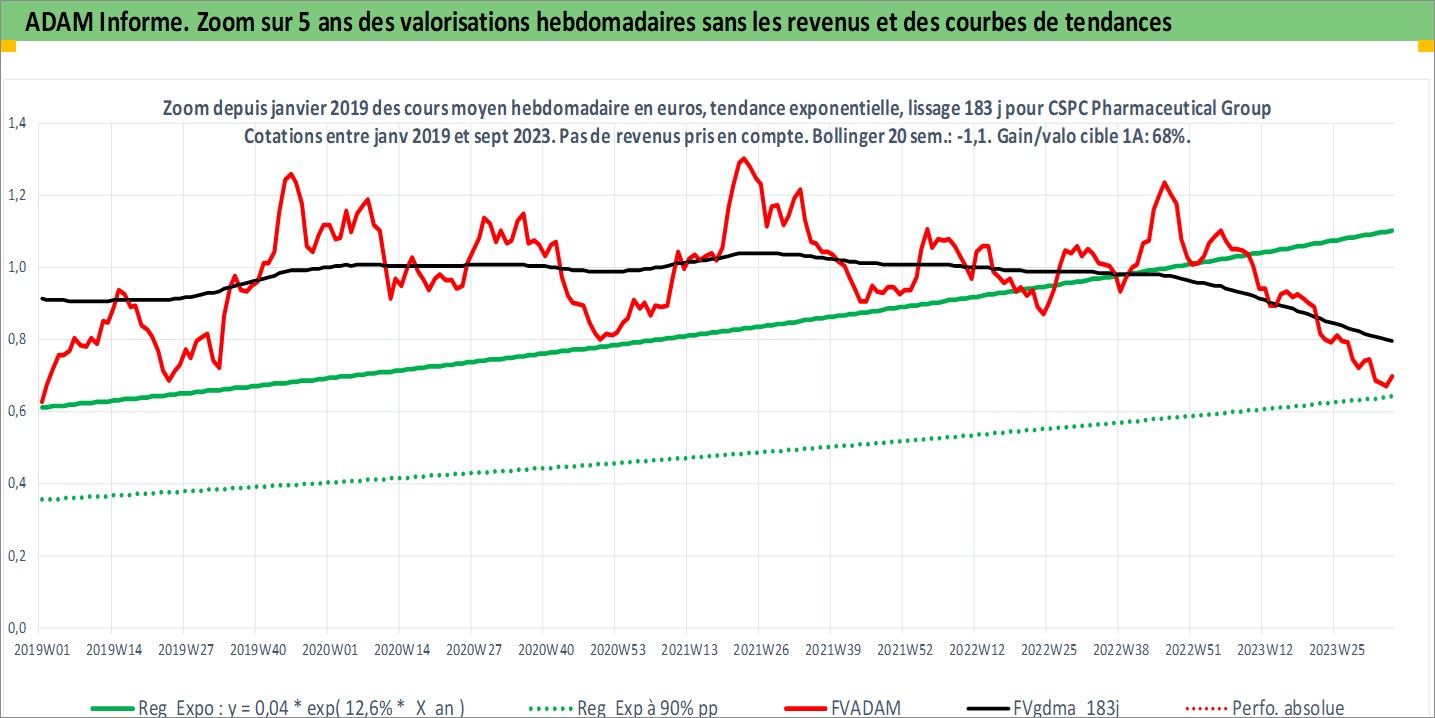 ADAM Informe. Zoom sur 5 ans des valorisations hebdomadaires sans les revenus et des courbes de tendances
Zoom depuis janvier 2019 des cours moyen hebdomadaire en euros, tendance exponentielle, lissage 183 j pour CSPC Pharmaceutical Group
Cotations entre janv 2019 et sept 2023. Pas de revenus pris en compte. Bollinger 20 sem.: -1,1. Gain/valo cible 1A: 68%.
1,4
1,2
1,0
0,8
0,6
0,4
0,2
0,0
2019W01 2019W14 2019W27 2019W40 2020W01 2020W14 2020W27 2020W40 2020W53 2021W13 2021W26 2021W39 2021W52 2022W12 2022W25 2022W38 2022W51 2023W12 2023W25
Reg Expo : y = 0,04 * exp( 12,6% * X an ) Reg Exp à 90% pp FVADAM FVgdma 183j Perfo. absolue